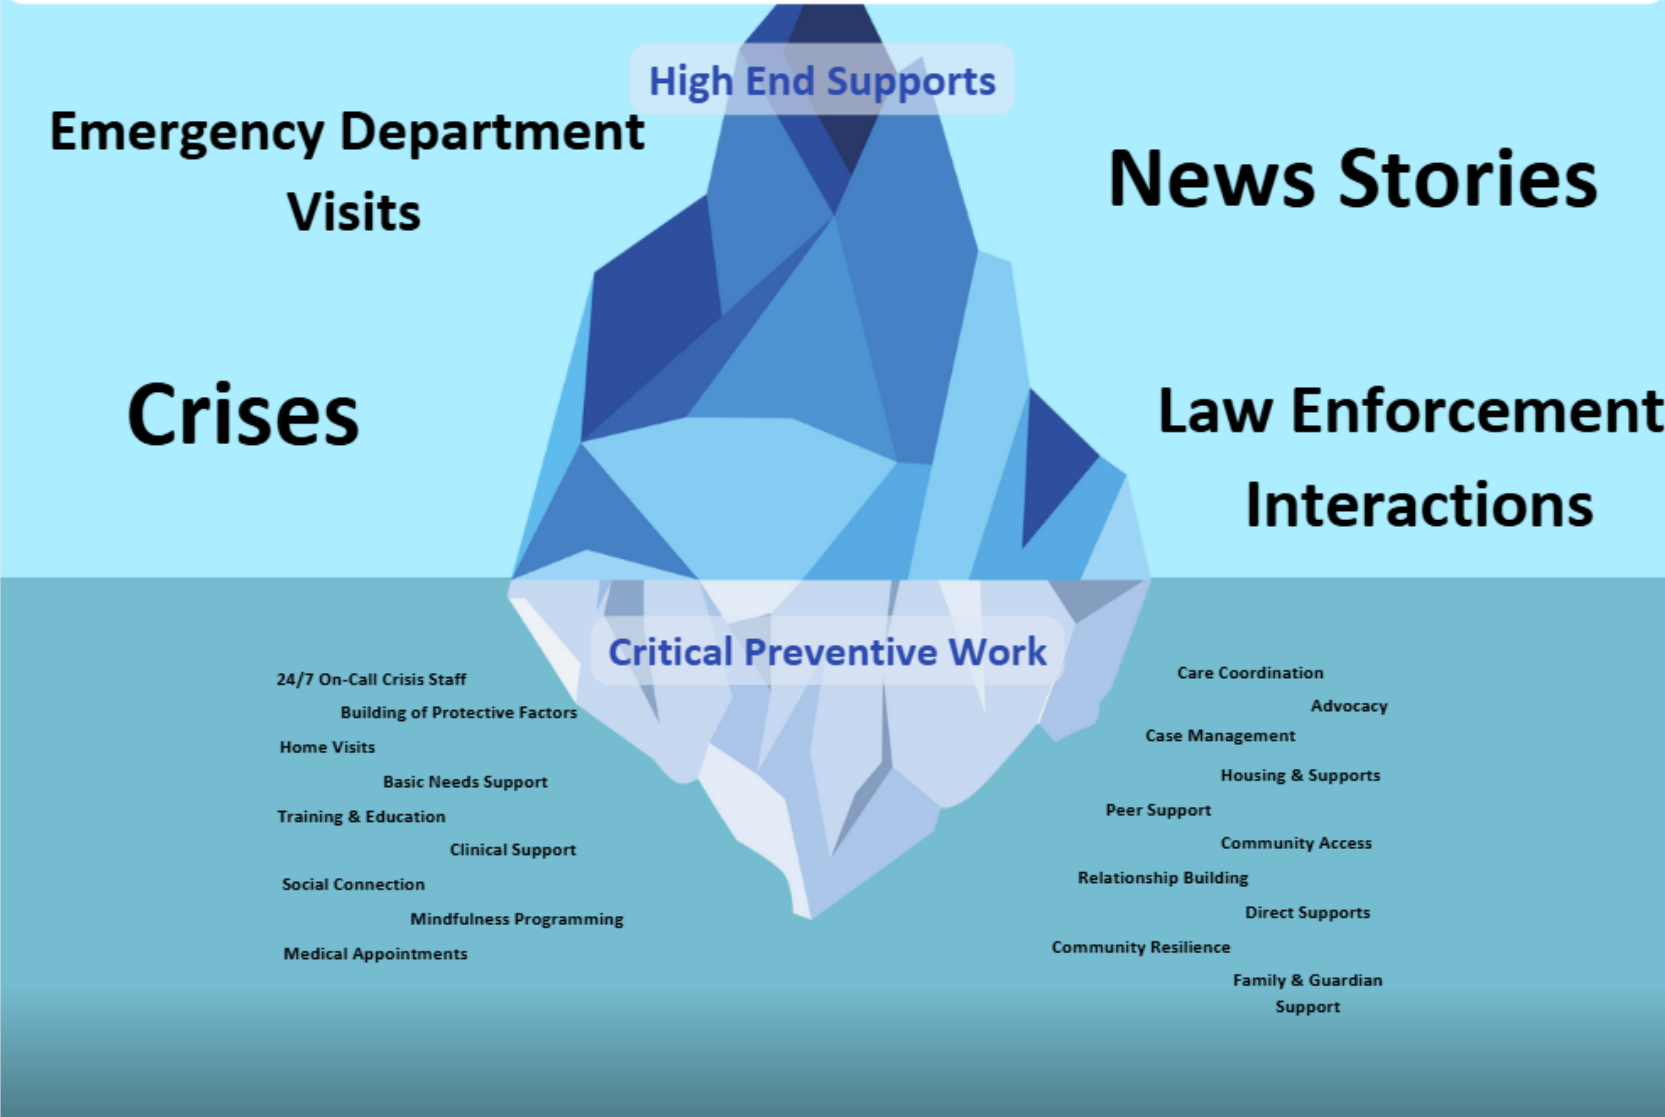 High End Supports
Emergency Department
Visits
News Stories
Crises
Law Enforcement
Interactions
Critical Preventive Work
24/7 On-Call Crisis Staff
Building of Protective Factors
Home Visits
Basic Needs Support
Training & Education
Clinical Support
Social Connection
Mindfulness Programming
Medical Appointments
Care Coordination
Advocacy
Case Management
Housing & Supports
Peer Support
Community Access
Relationship Building
Direct Supports
Community Resilience
Family & Guardian
Support